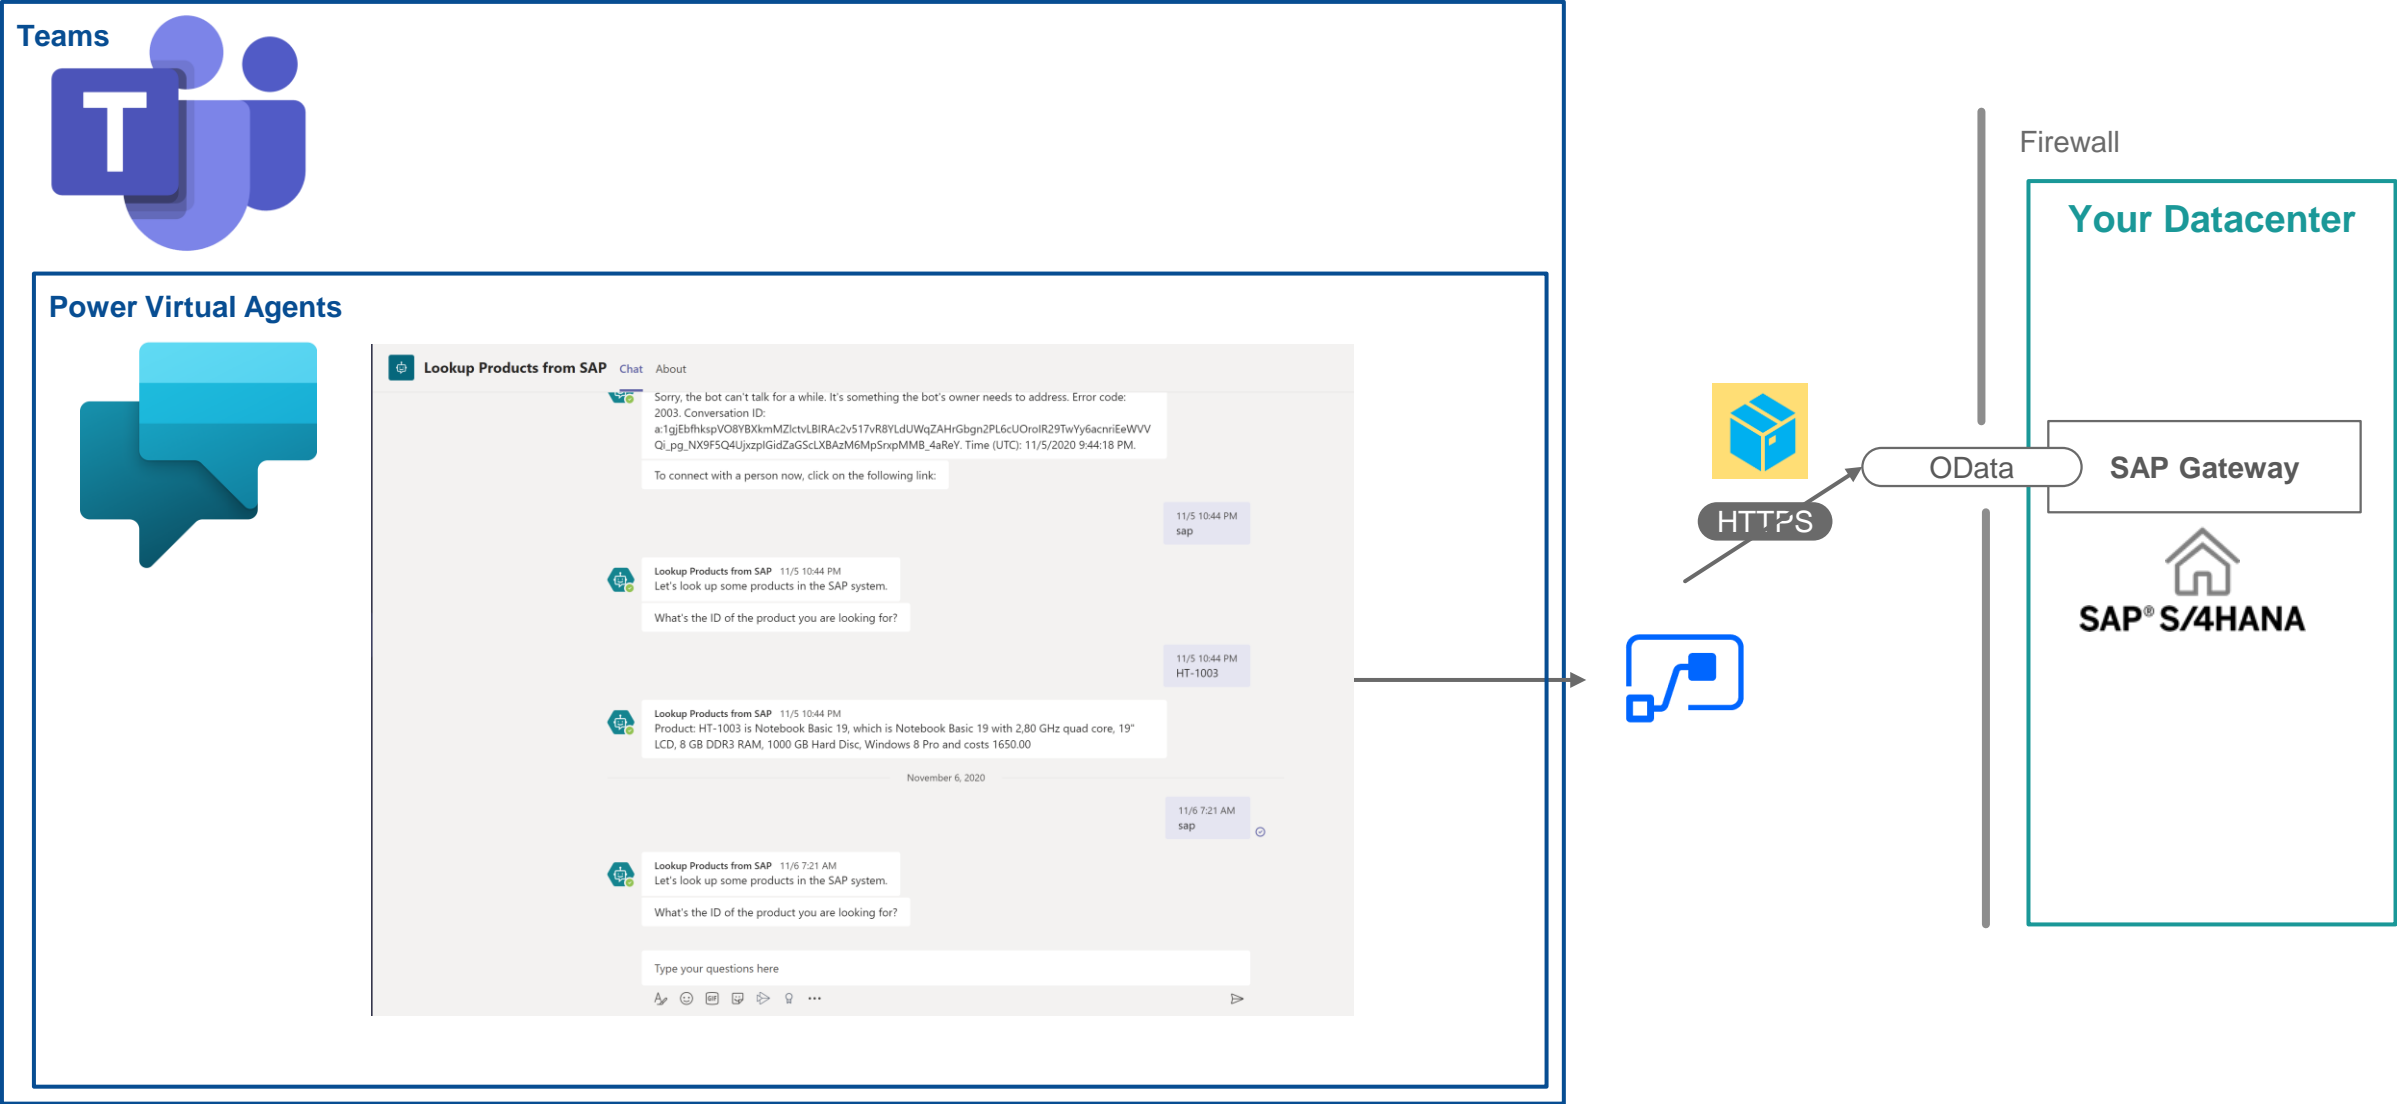 Teams
T
Power Virtual Agents
Lookup Products from SAP Chat About
Sorry, the bot can't talk for a while. It's something the bot's owner needs to address. Error code:
2003. Conversation ID:
Qi_pg_NX9F5Q4UjxzpIGidZaGScLXBAzM6MpSrxpMMB_4aReY. Time (UTC): 11/5/2020 9:44:18 PM.
To connect with a person now, click on the following link:
11/5 10:44 PM
sap
Lookup Products from SAP 11/5 10:44 PM
Let's look up some products in the SAP system.
What's the ID of the product you are looking for?
11/5 10:44 PM
HT-1003
Lookup Products from SAP 11/5 10:44 PM
Product: HT-1003 is Notebook Basic 19, which is Notebook Basic 19 with 2,80 GHz quad core, 19"
LCD, 8 GB DDR3 RAM, 1000 GB Hard Disc, Windows 8 Pro and costs 1650.00
November 6, 2020
11/6 7:21 AM
sap
Lookup Products from SAP 11/6 7:21 AM
Let's look up some products in the SAP system.
What's the ID of the product you are looking for?
Type your questions here
GIF
HTTPS
Firewall
Your Datacenter
OData
SAP Gateway
SAP® S/4HANA